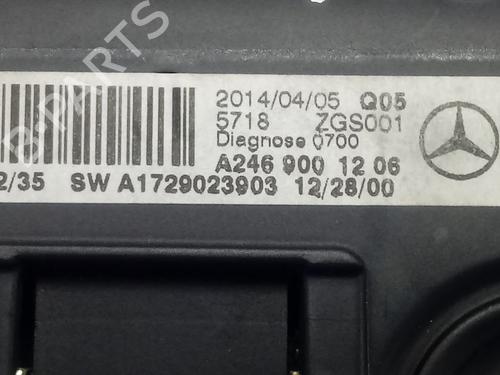 2014/04/05 Q05
5718 ZGS001
Diagnose 0700
A246 900 12 06
2/35 SW A1729023903 12/28/00
B-PARTS